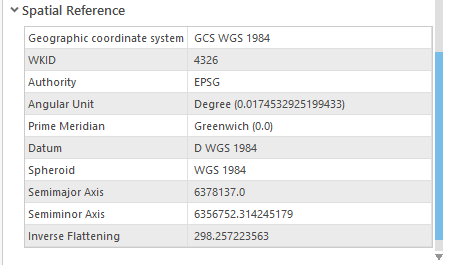 Spatial Reference
Geographic coordinate system GCS WGS 1984
WKID 4326
Authority EPSG
Angular Unit Degree (0.0174532925199433)
Prime Meridian Greenwich (0.0)
Datum D WGS 1984
Spheroid WGS 1984
Semimajor Axis 6378137.0
Semiminor Axis 6356752.314245179
Inverse Flattening 298.257223563